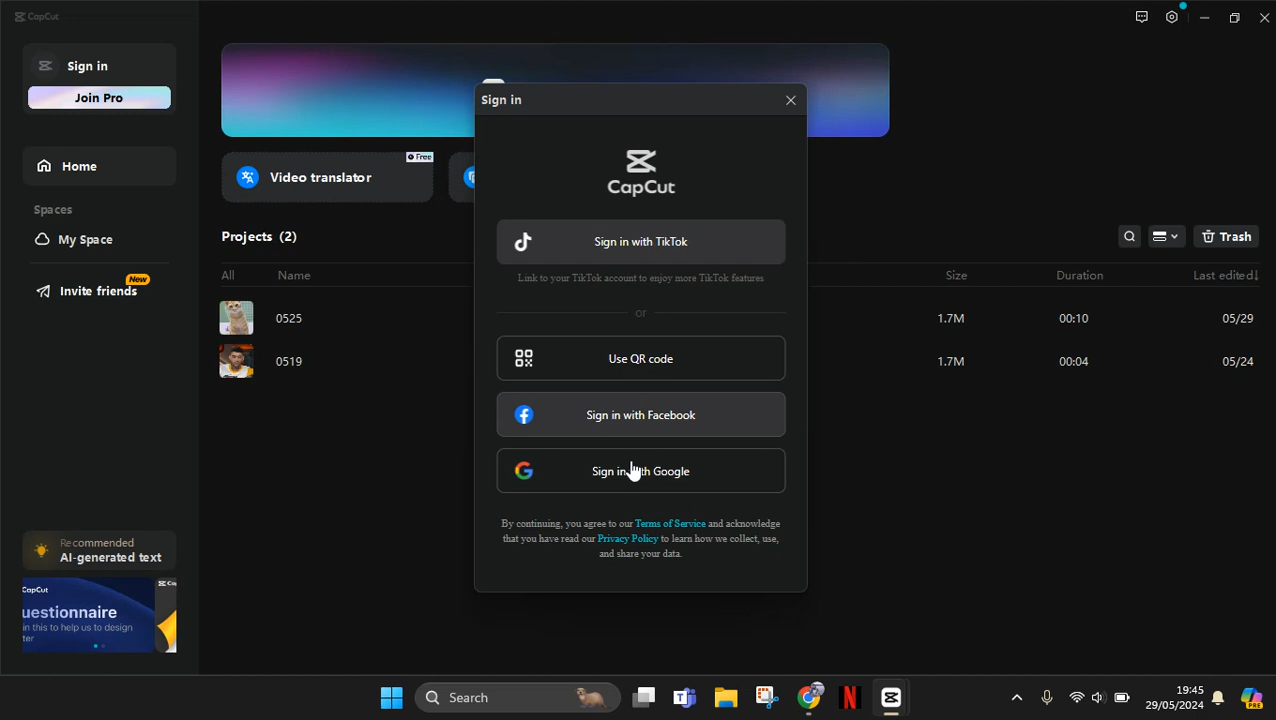 CapCut
Sign in
Join Pro
Home
Spaces
My Space
Invite friends
New
Recommended
AI-generated text
CapCut
uestionnaire
in this to help us to design
tter
Cap
Video translator
Free
Projects (2)
Trash
All Name Size Duration Last edited
0525 1.7M 00:10 05/29
0519 1.7M 00:04 05/24
Sign in
CapCut
Sign in with TikTok
Link to your TikTok account to enjoy more TikTok features
or
Use QR code
Sign in with Facebook
Sign in with Google
By continuing, you agree to our Terms of Service and acknowledge
that you have read our Privacy Policy to learn how we collect, use,
and share your data.
Search
19:45
29/05/2024
PRE